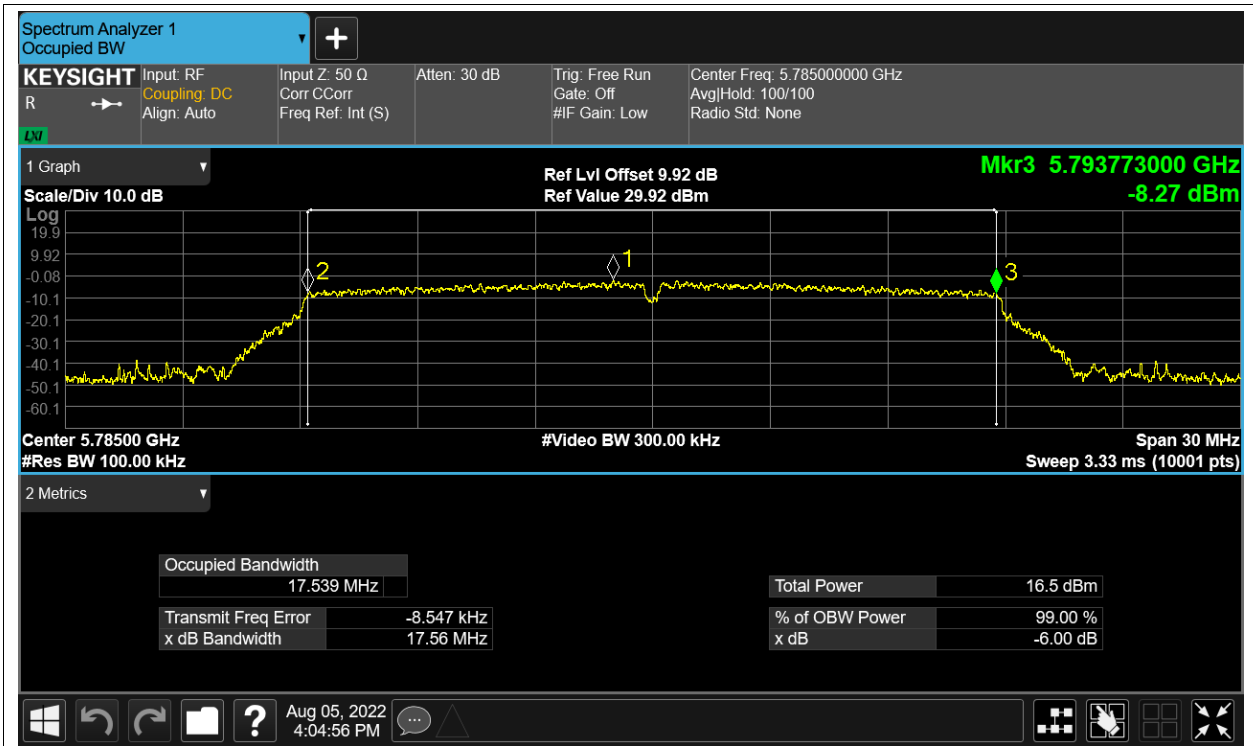 Spectrum Analyzer 1
Occupied BW
KEYSIGHT
R
LXI
Input: RF
Coupling: DC
Align: Auto
Input Z: 50 Ω
Corr CCorr
Freq Ref: Int (S)
Atten: 30 dB
Trig: Free Run
Gate: Off
#IF Gain: Low
Center Freq: 5.785000000 GHz
Avg|Hold: 100/100
Radio Std: None
1 Graph
Scale/Div 10.0 dB
Ref Lvl Offset 9.92 dB
Ref Value 29.92 dBm
Mkr3 5.793773000 GHz
-8.27 dBm
Log
19.9
9.92
-0.08
-10.1
-20.1
-30.1
-40.1
-50.1
-60.1
2
1
3
Center 5.78500 GHz
#Video BW 300.00 kHz
Span 30 MHz
#Res BW 100.00 kHz
Sweep 3.33 ms (10001 pts)
2 Metrics
Occupied Bandwidth
17.539 MHz
Transmit Freq Error -8.547 kHz
x dB Bandwidth 17.56 MHz
Total Power 16.5 dBm
% of OBW Power 99.00 %
x dB -6.00 dB
?
Aug 05, 2022
4:04:56 PM